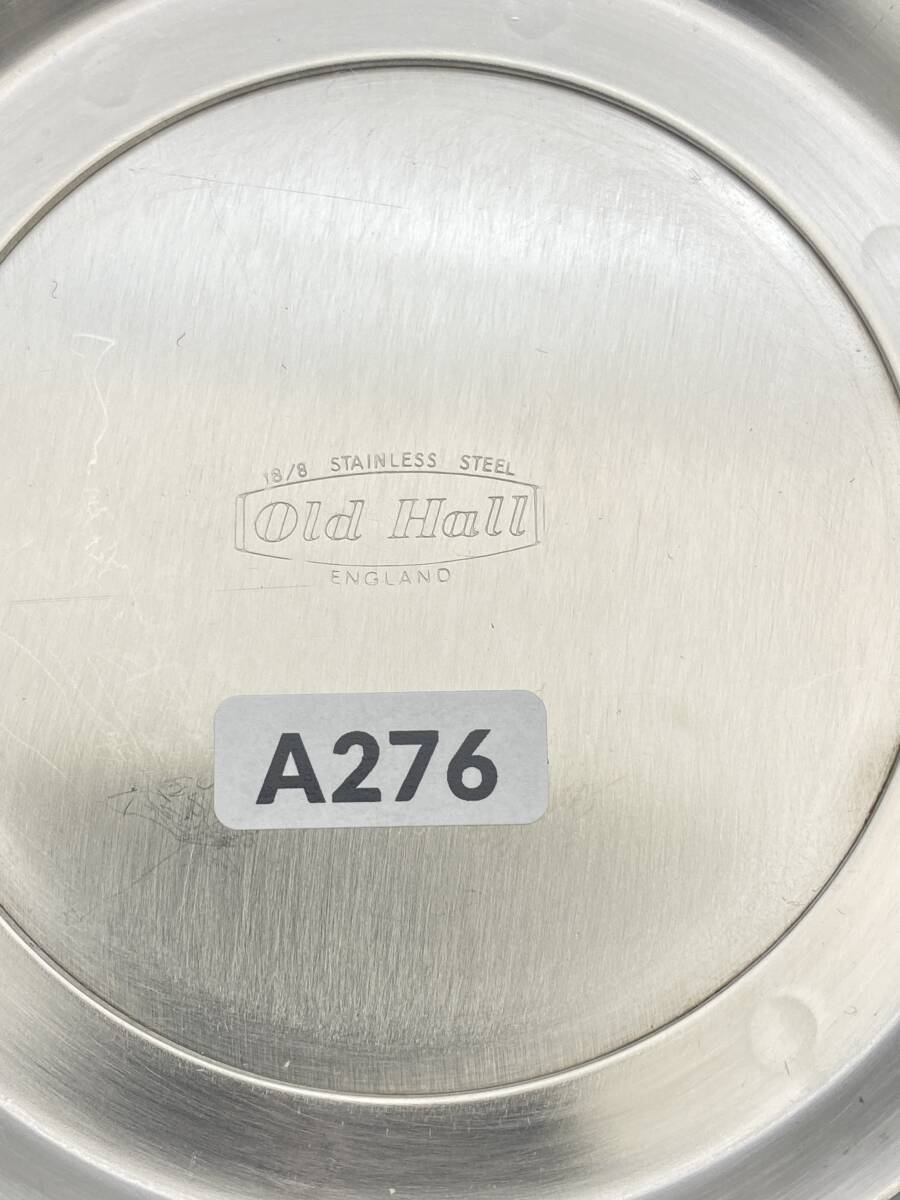 18/8 STAINLESS STEEL
Old Hall
ENGLAND
A276